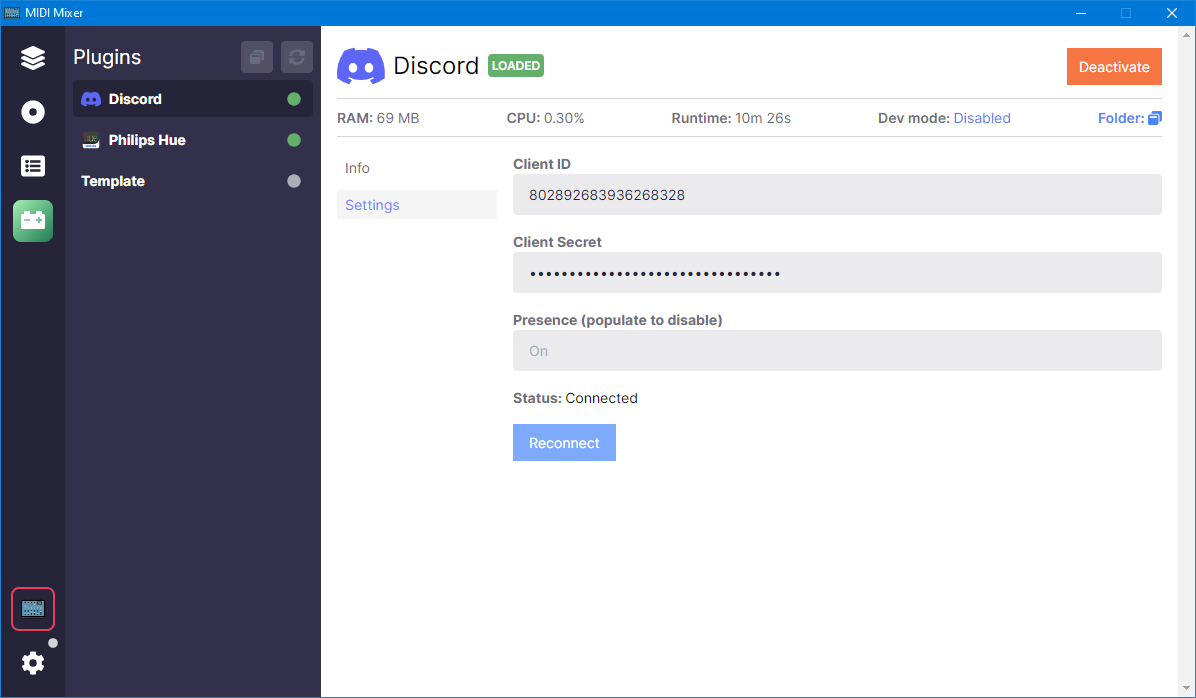 MIDI Mixer
Plugins
Discord
Philips Hue
Template
Discord LOADED
Deactivate
RAM: 69 MB CPU: 0.30% Runtime: 10m 26s Dev mode: Disabled Folder:
Info
Settings
Client ID
802892683936268328
Client Secret
••••••••••••••••••••••••••••••••
Presence (populate to disable)
On
Status: Connected
Reconnect